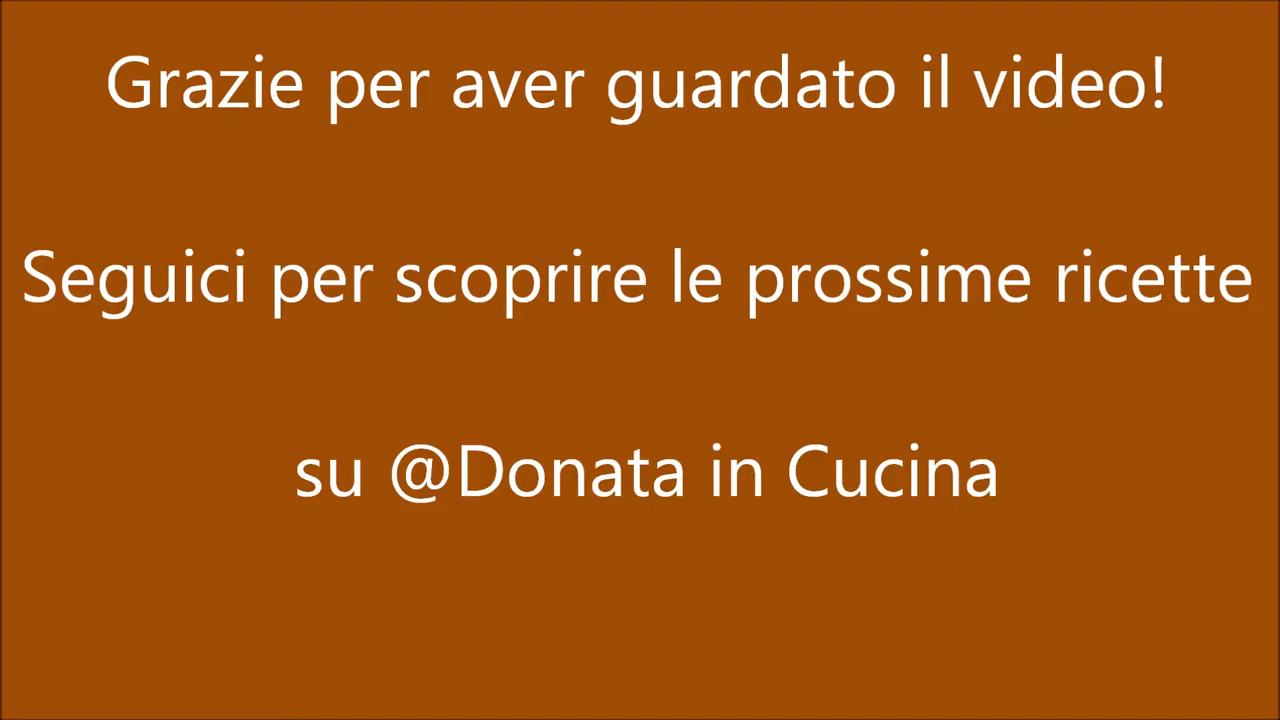 Grazie per aver guardato il video!
Seguici per scoprire le prossime ricette
su @Donata in Cucina